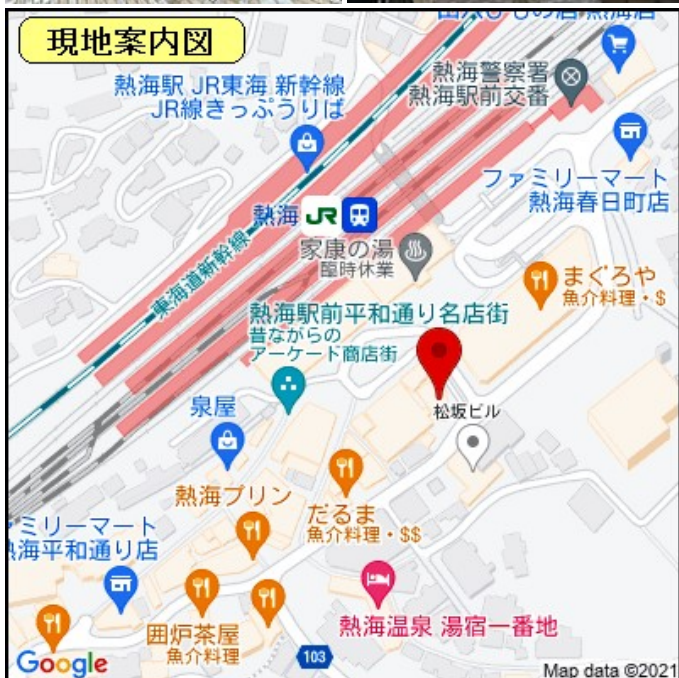 現地案内図
熱海駅 JR東海 新幹線
JR線きっぷうりば
熱海警察署
熱海駅前交番
ファミリーマート
熱海春日町店
熱海 JR
東海道新幹線
家康の湯
臨時休業
まぐろや
魚介料理・$
熱海駅前平和通り名店街
昔ながらの
アーケード商店街
松坂ビル
泉屋
熱海プリン
だるま
魚介料理・$$
ミリーマート
熱海平和通り店
囲炉茶屋
魚介料理
熱海温泉 湯宿一番地
103
Google
Map data ©2021